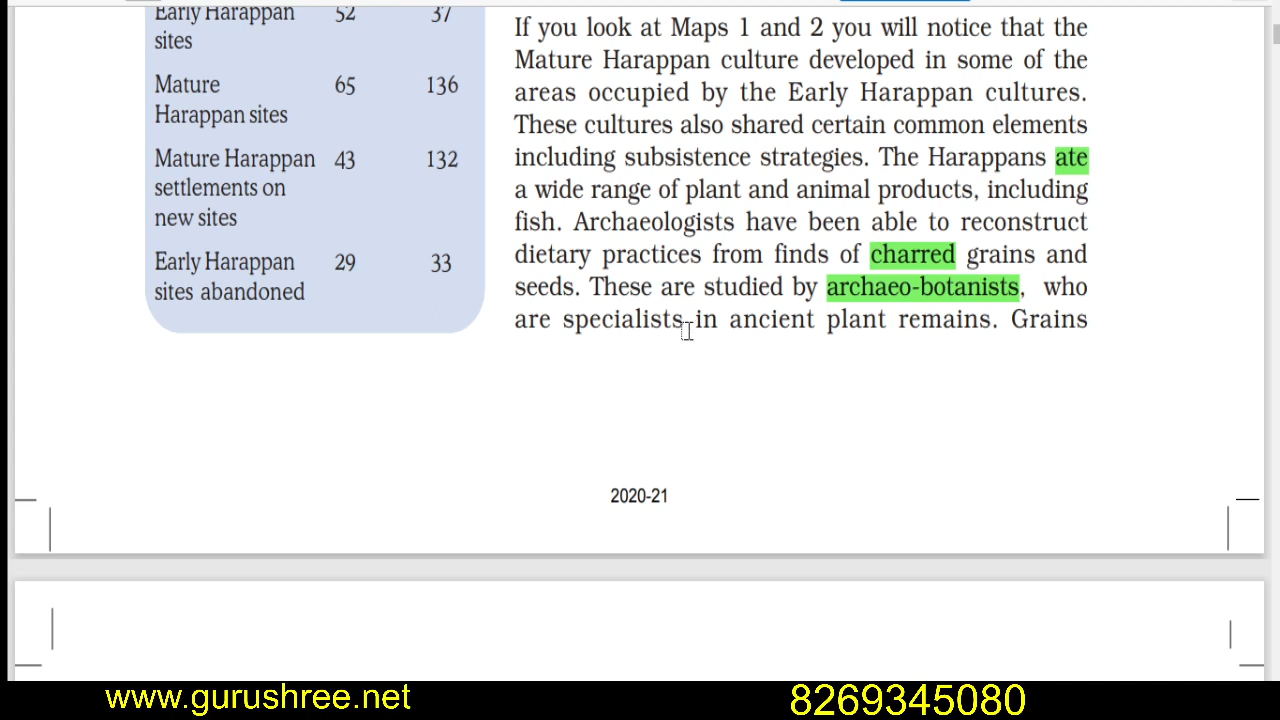 Early Harappan 52 37
sites
Mature 65 136
Harappan sites
Mature Harappan 43 132
settlements on
new sites
Early Harappan 29 33
sites abandoned
If you look at Maps 1 and 2 you will notice that the
Mature Harappan culture developed in some of the
areas occupied by the Early Harappan cultures.
These cultures also shared certain common elements
including subsistence strategies. The Harappans ate
a wide range of plant and animal products, including
fish. Archaeologists have been able to reconstruct
dietary practices from finds of charred grains and
seeds. These are studied by archaeo-botanists, who
are specialists in ancient plant remains. Grains
2020-21
www.gurushree.net
8269345080